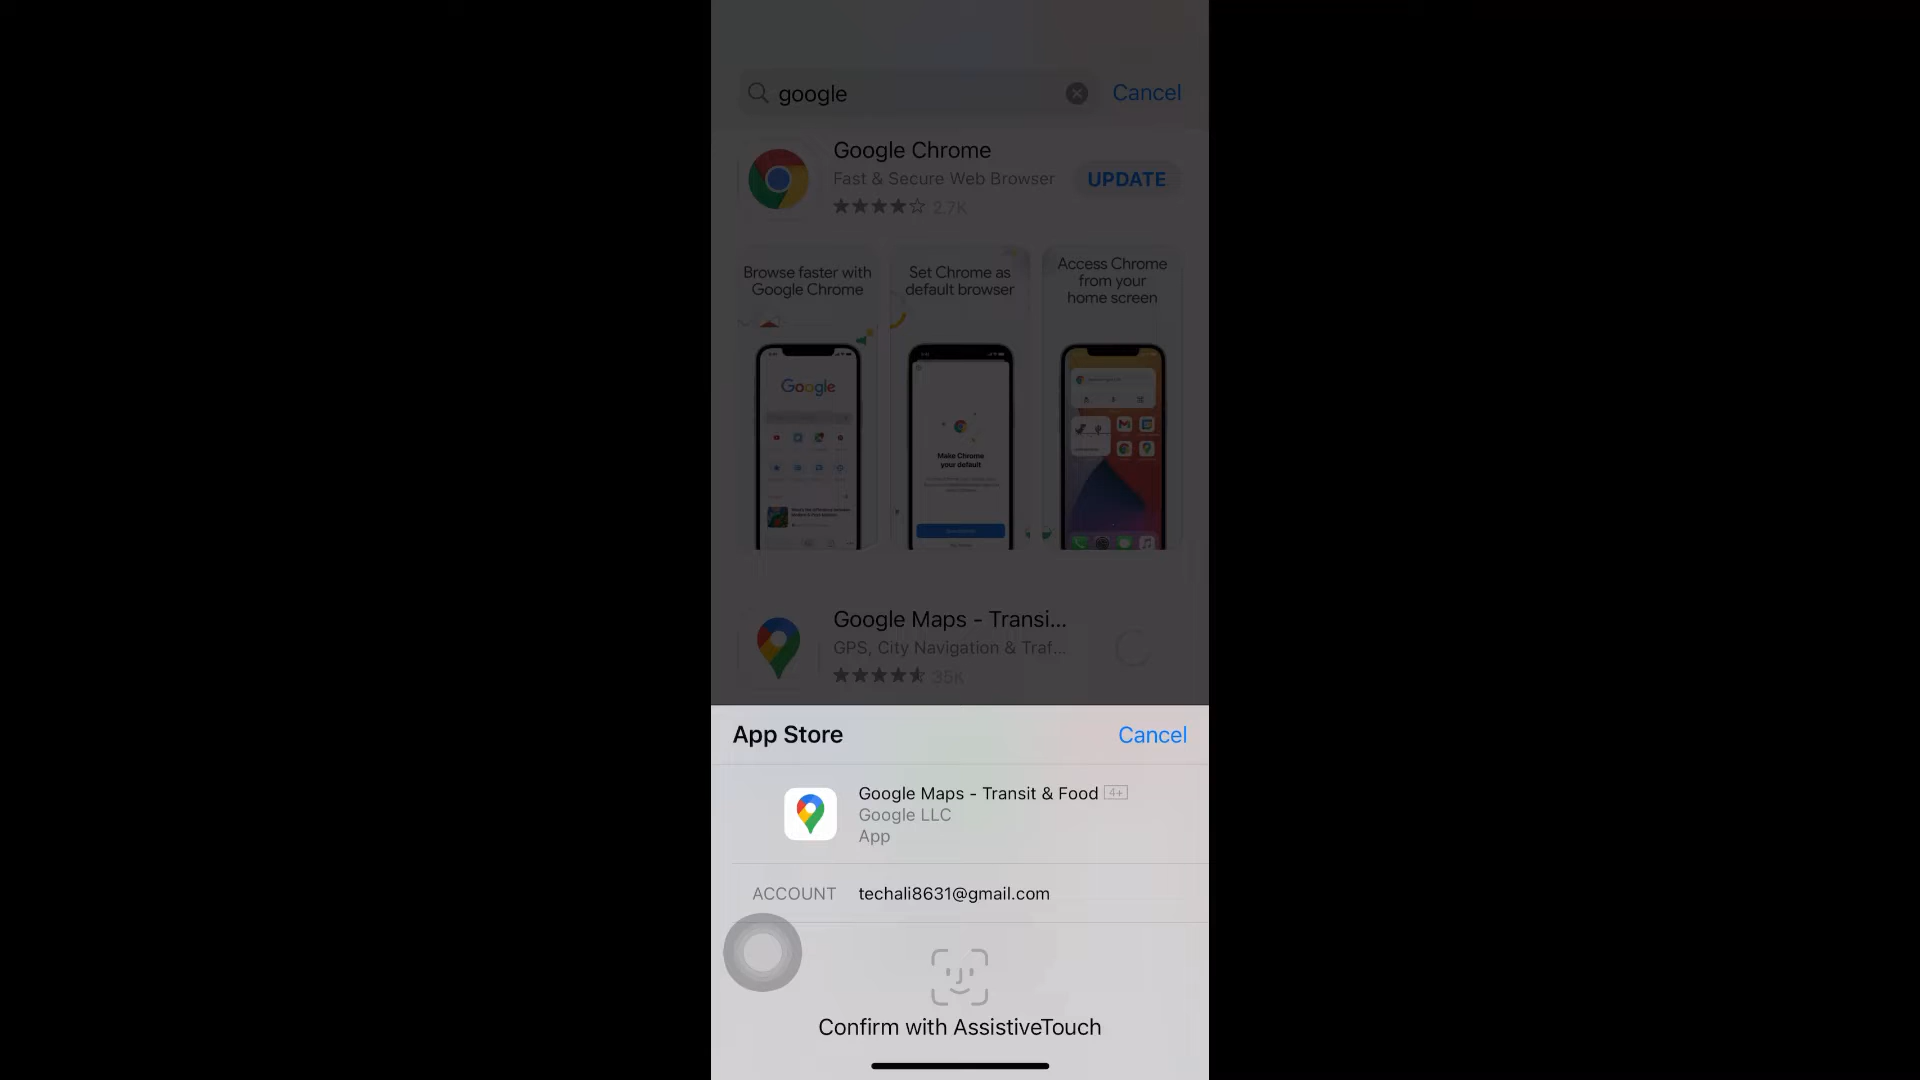 google
Cancel
Google Chrome
Fast & Secure Web Browser
UPDATE
2.7K
Browse faster with
Google Chrome
Set Chrome as
default browser
Access Chrome
from your
home screen
Google
Make Chrome
your default
Google Maps - Transi...
GPS, City Navigation & Traf...
35K
App Store
Cancel
Google Maps - Transit & Food 4+
Google LLC
App
ACCOUNT techali8631@gmail.com
Confirm with AssistiveTouch